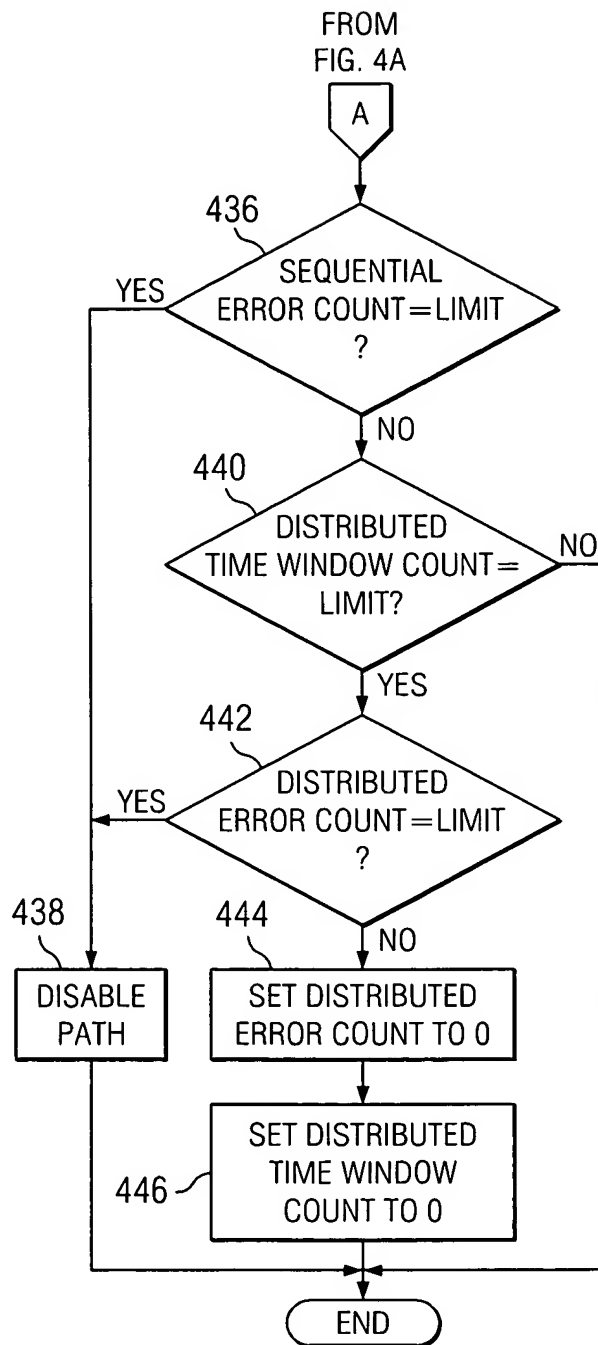 FROM
FIG. 4A
A
436
SEQUENTIAL
ERROR COUNT=LIMIT
?
YES
NO
440
DISTRIBUTED
TIME WINDOW COUNT=
LIMIT?
NO
YES
442
DISTRIBUTED
ERROR COUNT=LIMIT
?
YES
NO
438
DISABLE
PATH
444
SET DISTRIBUTED
ERROR COUNT TO 0
446
SET DISTRIBUTED
TIME WINDOW
COUNT TO 0
END